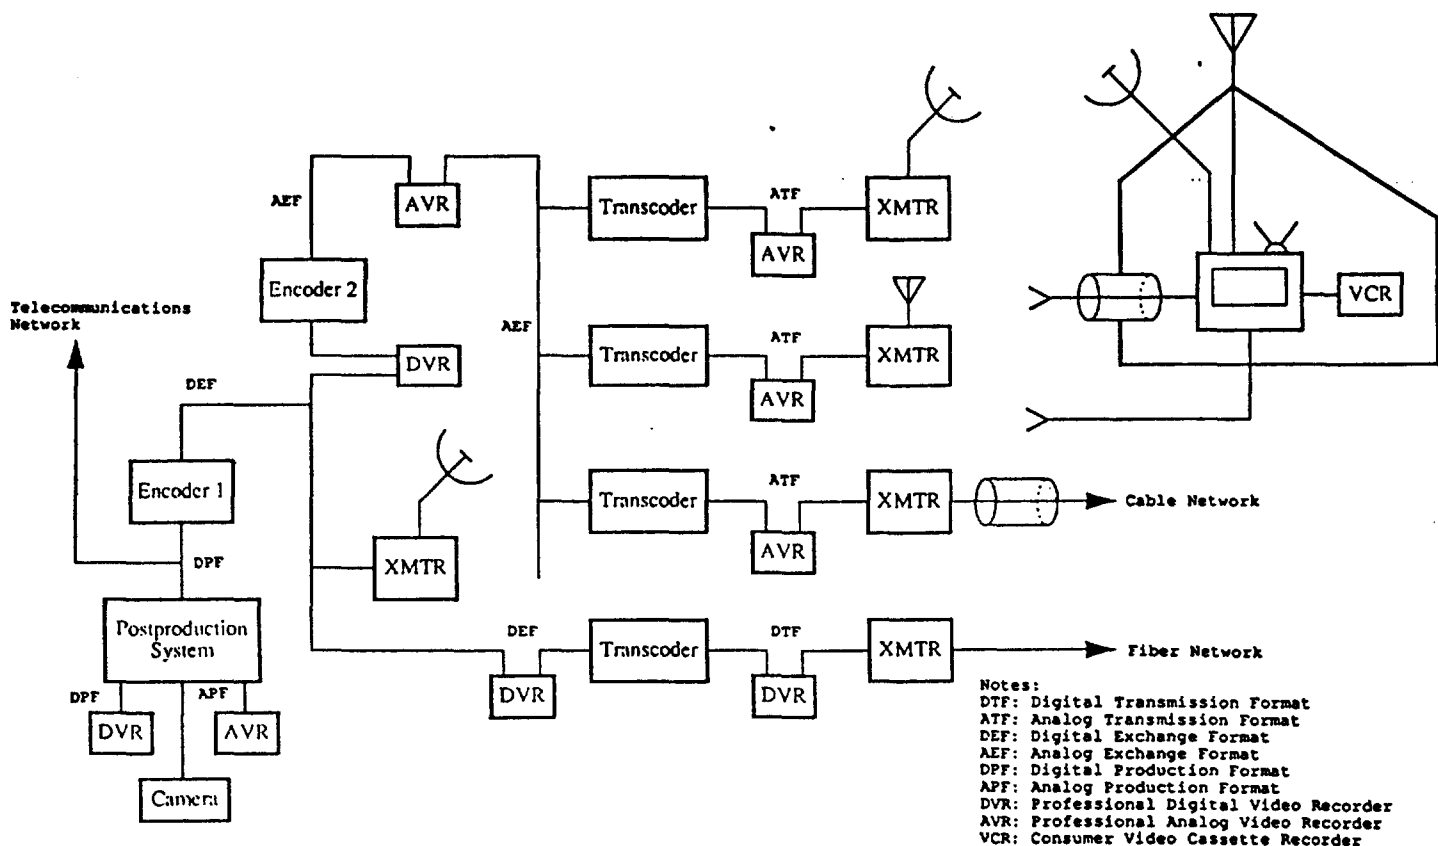 AEF
AVR
Transcoder
ATF
AVR
XMTR
Encoder 2
Telecommunications
Network
AEF
VCR
DVR
Transcoder
ATF
AVR
XMTR
DEF
Encoder 1
Transcoder
ATF
AVR
XMTR
Cable Network
XMTR
DPF
Postproduction
System
DEF
DVR
Transcoder
DTF
DVR
XMTR
Fiber Network
DPF
APF
DVR
AVR
Camera
Notes:
DTF: Digital Transmission Format
ATF: Analog Transmission Format
DEF: Digital Exchange Format
AEF: Analog Exchange Format
DPF: Digital Production Format
APF: Analog Production Format
DVR: Professional Digital Video Recorder
AVR: Professional Analog Video Recorder
VCR: Consumer Video Cassette Recorder